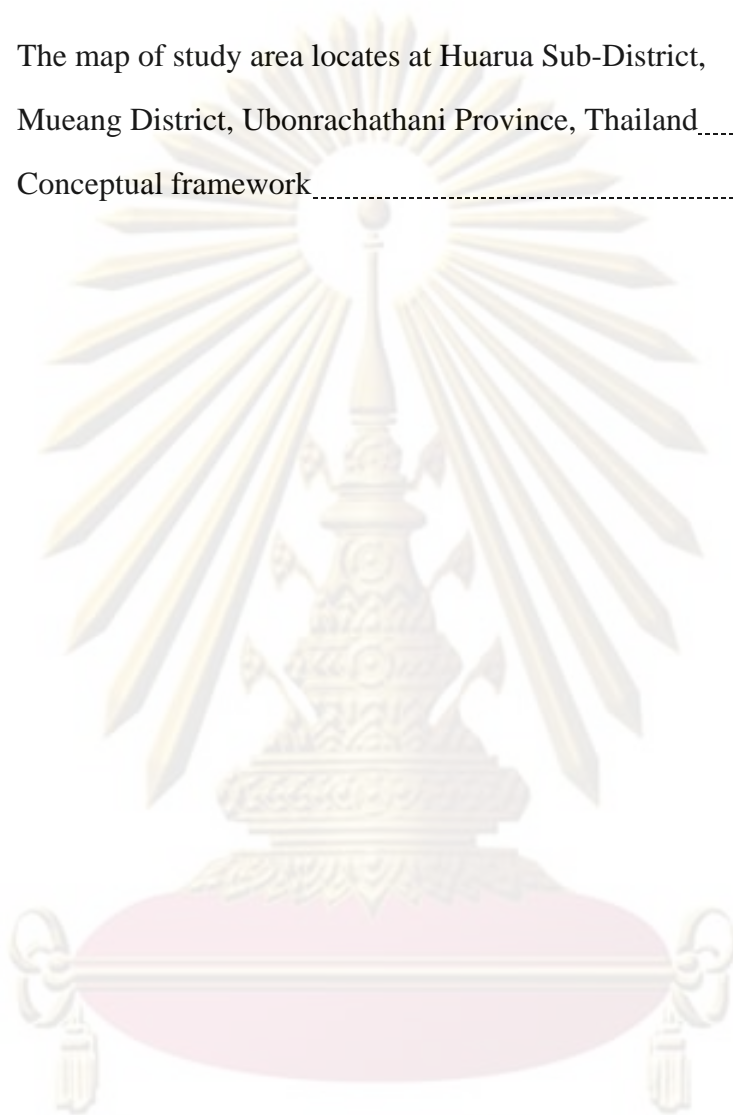 The map of study area locates at Huarua Sub-District,
Mueang District, Ubonrachathani Province, Thailand
Conceptual framework